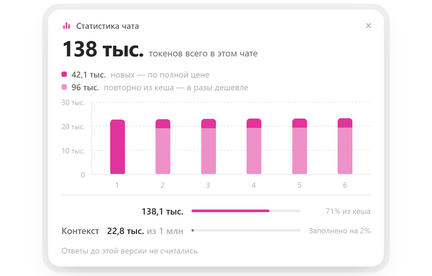 Статистика чата ×
138 тыс. токенов всего в этом чате
42,1 тыс. новых — по полной цене
96 тыс. повторно из кеша — в разы дешевле
30 тыс.
20 тыс.
10 тыс.
0
1 2 3 4 5 6
138,1 тыс. 71% из кеша
Контекст 22,8 тыс. из 1 млн Заполнено на 2%
Ответы до этой версии не считались.